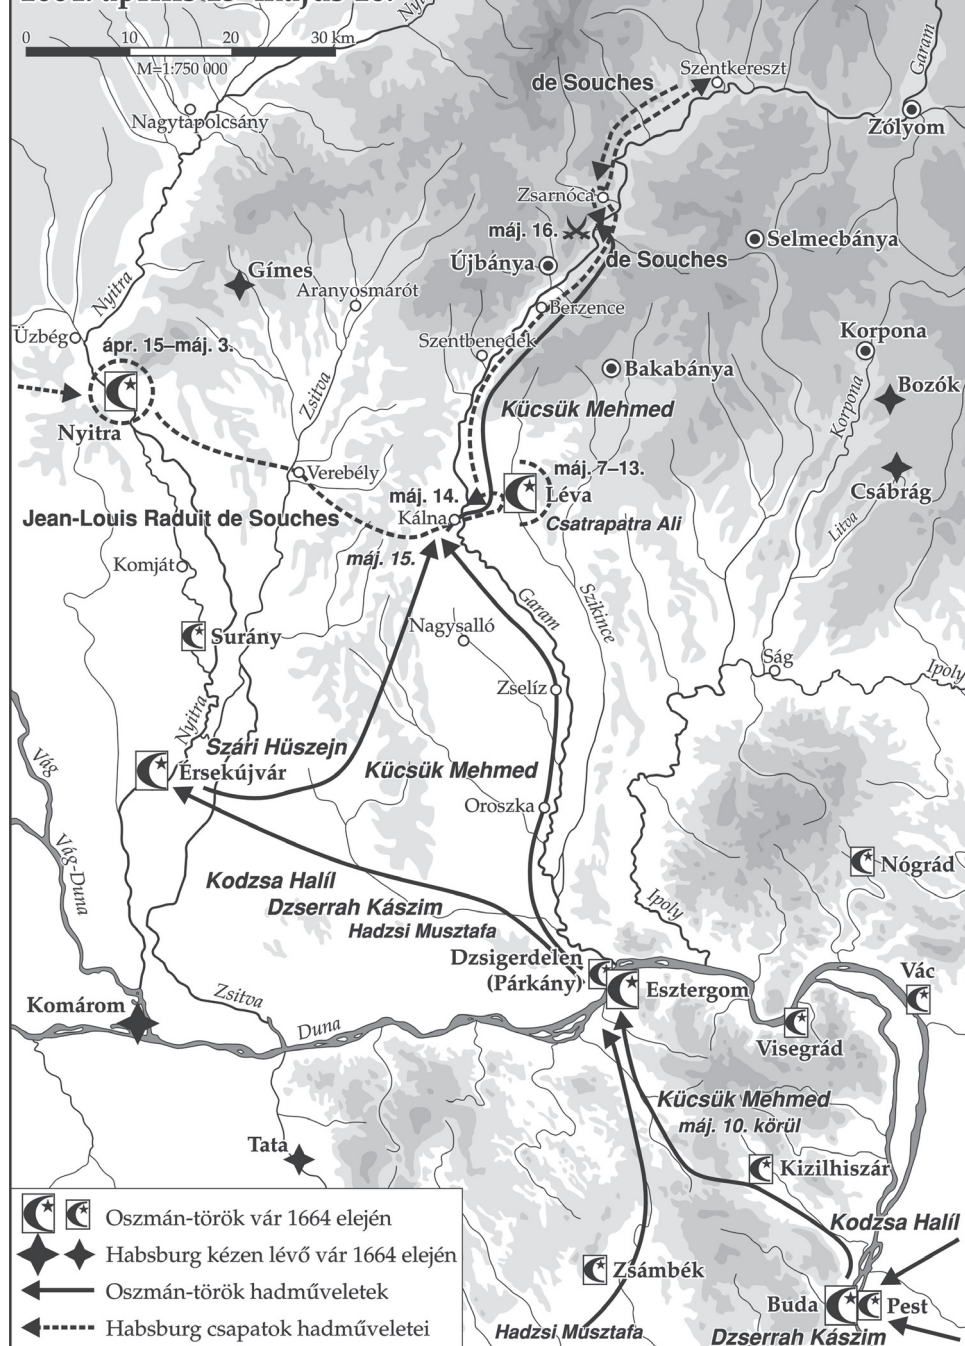 0 10 20 30 km
M=1:750 000
Ny
Garam
Szentkereszt
de Souches
Nagytapolcsány
Zólyom
Zsarnóca
máj. 16.
Selmecbánya
de Souches
Gímes
Újbánya
Nyitra
Aranyosmarót
Berzence
Üzbég
Szentbenedek
Korpona
ápr. 15–máj. 3.
Bakabánya
Bozók
Zsitva
Korpona
Kücsük Mehmed
Nyitra
Verebély
máj. 7–13.
Csábrág
máj. 14.
Léva
Jean-Louis Raduit de Souches
Kálna
Csatrapatra Ali
Litva
máj. 15.
Komját
Garam
Szikince
Nagysalló
Surány
Ság
Ipoly
Zselíz
Nyitra
Szári Hüszejn
Vág
Érsekújvár
Kücsük Mehmed
Oroszka
Vág-Duna
Nógrád
Kodzsa Halíl
Dzserrah Kászim
Ipoly
Hadzsi Musztafa
Dzsigerdelen
(Párkány)
Vác
Esztergom
Komárom
Zsitva
Duna
Visegrád
Kücsük Mehmed
máj. 10. körül
Tata
Kizilhiszár
Oszmán-török vár 1664 elején
Kodzsa Halíl
Habsburg kézen lévő vár 1664 elején
Zsámbék
Oszmán-török hadműveletek
Buda
Pest
Habsburg csapatok hadműveletei
Hadzsi Musztafa
Dzserrah Kászim